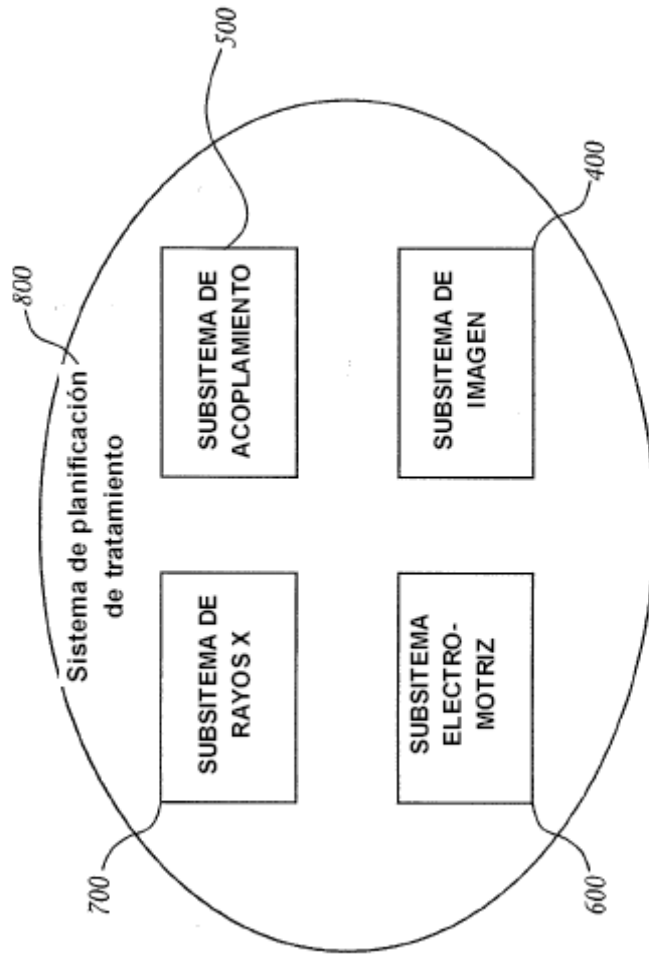 800
Sistema de planificación
de tratamiento
700
SUBSITEMA DE
RAYOS X
500
SUBSITEMA DE
ACOPLAMIENTO
600
SUBSITEMA
ELECTRO-
MOTRIZ
400
SUBSITEMA DE
IMAGEN